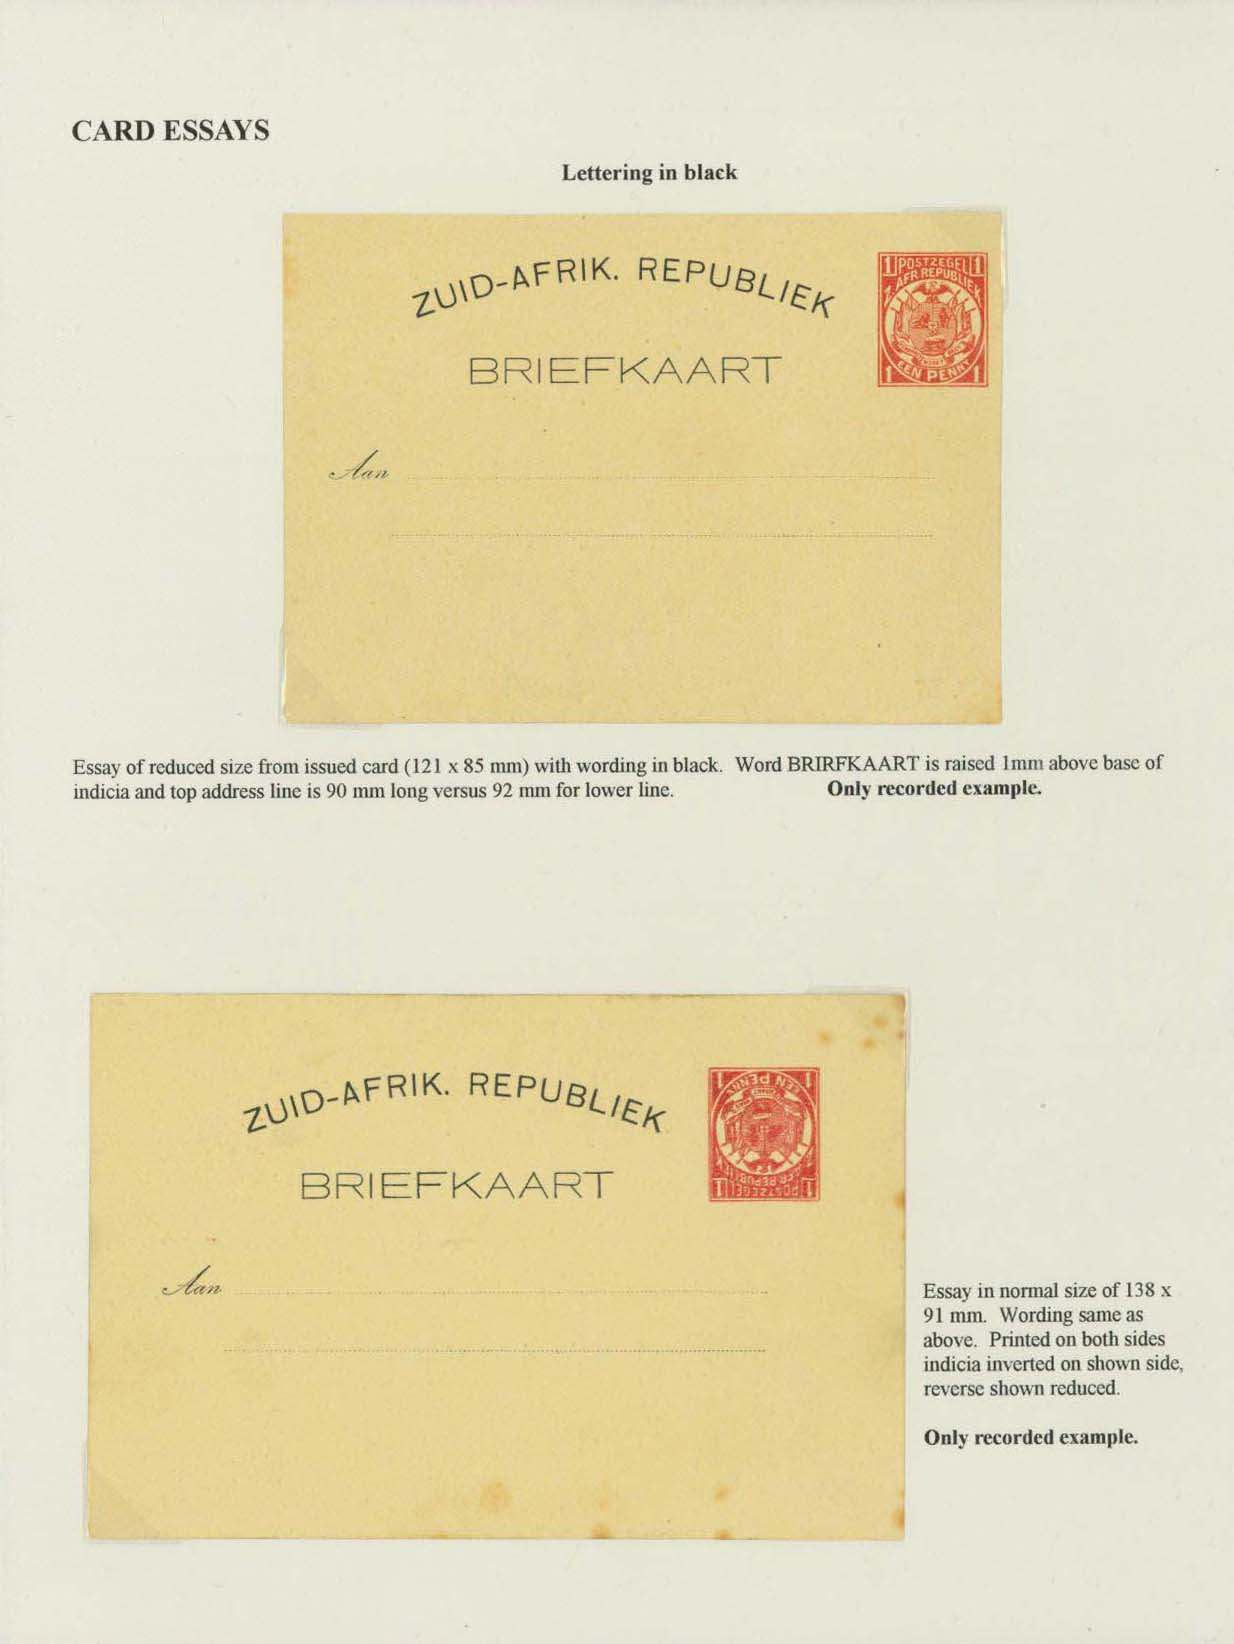 CARD ESSAYS
Lettering in black
ZUID-AFRIK. REPUBLIEK
1 POSTZEGEL 1
Z. AFR. REPUBLIEK
1 EEN PENNY 1
BRIEFKAART
Aan
Essay of reduced size from issued card (121 x 85 mm) with wording in black. Word BRIRFKAART is raised 1mm above base of
indicia and top address line is 90 mm long versus 92 mm for lower line. Only recorded example.
ZUID-AFRIK. REPUBLIEK
1 EEN PENNY 1
Z. AFR. REPUBLIEK
1 POSTZEGEL 1
BRIEFKAART
Aan
Essay in normal size of 138 x
91 mm. Wording same as
above. Printed on both sides
indicia inverted on shown side,
reverse shown reduced.
Only recorded example.